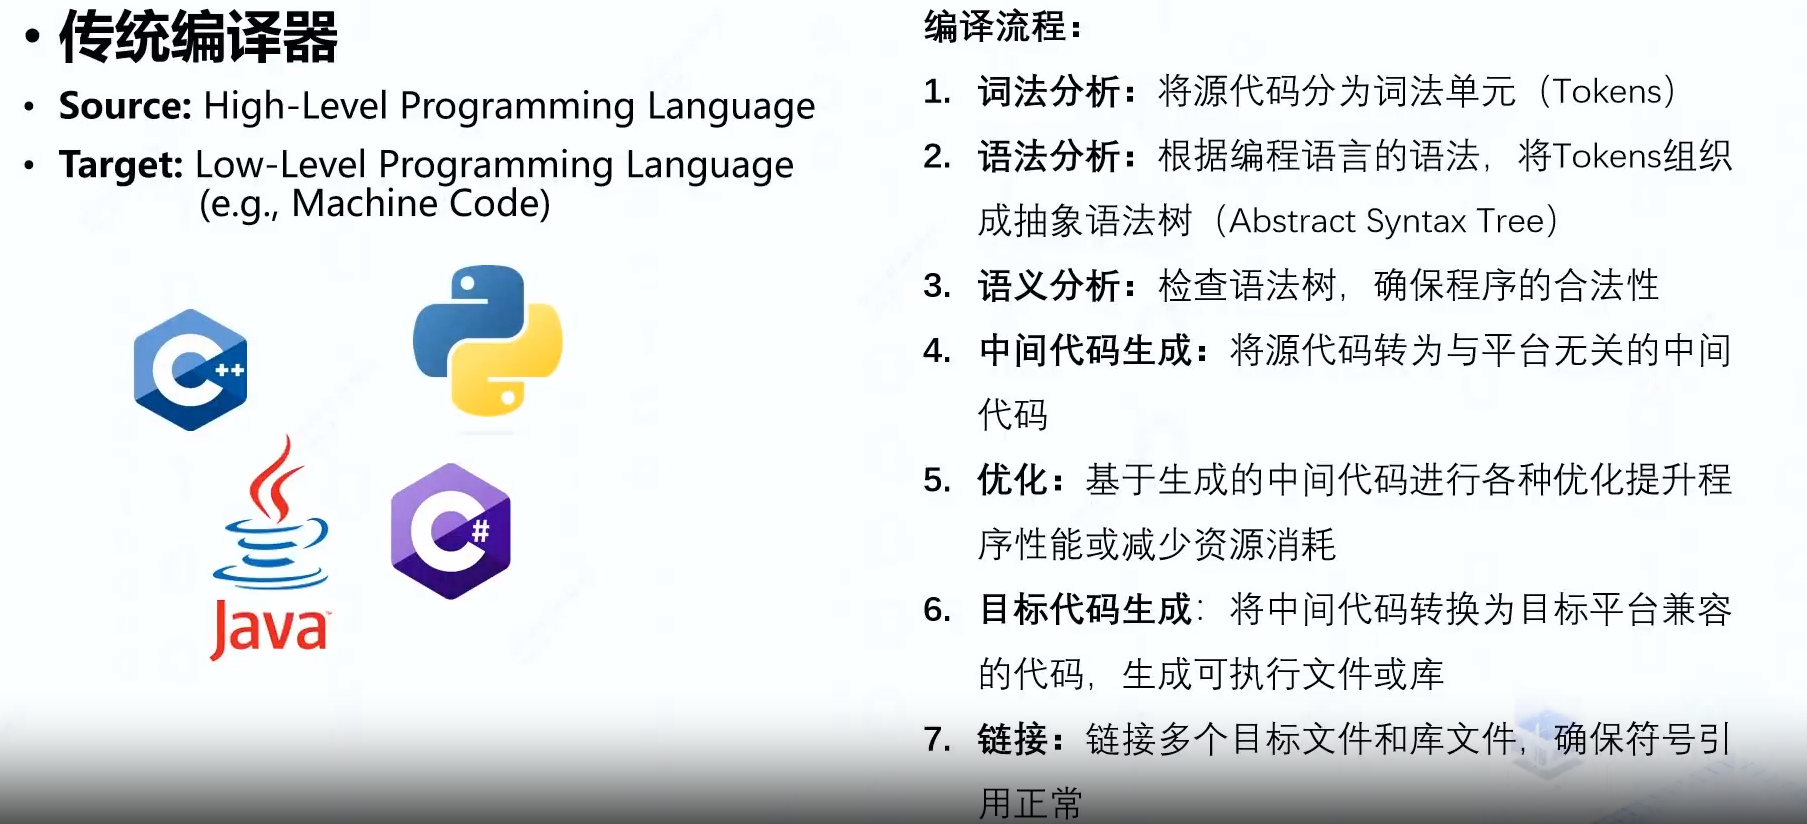 • 传统编译器
• Source: High-Level Programming Language
• Target: Low-Level Programming Language
(e.g., Machine Code)
C++
Java™
C#
编译流程：
1. 词法分析：将源代码分为词法单元（Tokens）
2. 语法分析：根据编程语言的语法，将Tokens组织
成抽象语法树（Abstract Syntax Tree）
3. 语义分析：检查语法树，确保程序的合法性
4. 中间代码生成：将源代码转为与平台无关的中间
代码
5. 优化：基于生成的中间代码进行各种优化提升程
序性能或减少资源消耗
6. 目标代码生成：将中间代码转换为目标平台兼容
的代码，生成可执行文件或库
7. 链接：链接多个目标文件和库文件，确保符号引
用正常